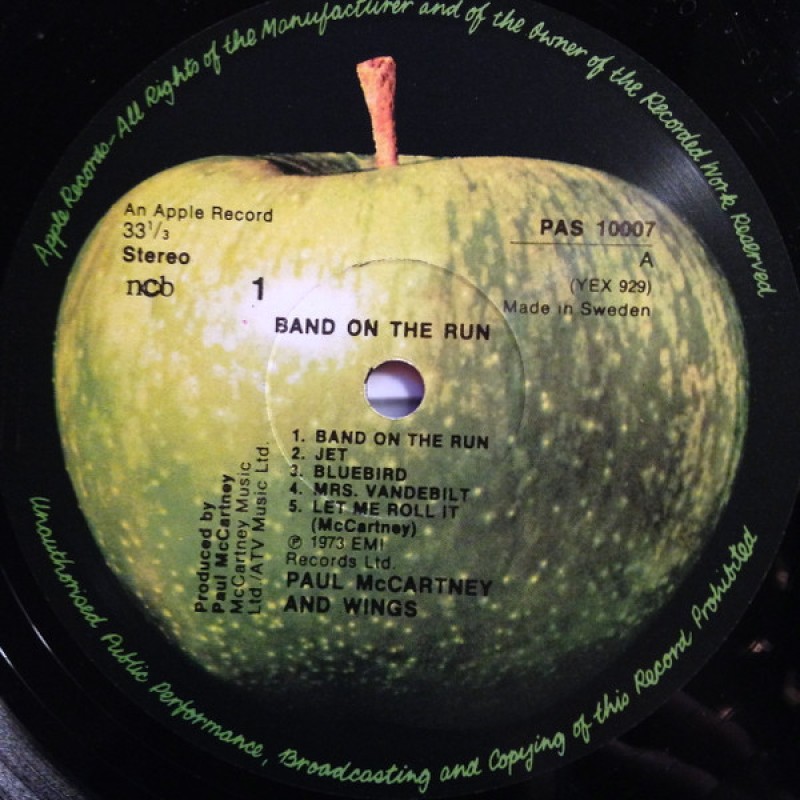 Apple Records-All Rights of the Manufacturer and of the Owner of the Recorded Work Reserved
An Apple Record
33 1/3
Stereo
ncb
1
PAS 10007
A
(YEX 929)
Made in Sweden
BAND ON THE RUN
1. BAND ON THE RUN
2. JET
3. BLUEBIRD
4. MRS. VANDEBILT
5. LET ME ROLL IT
(McCartney)
℗ 1973 EMI
Records Ltd.
PAUL McCARTNEY
AND WINGS
Produced by
Paul McCartney
McCartney Music
Ltd /ATV Music Ltd.
Unauthorised Public Performance, Broadcasting and Copying of this Record Prohibited